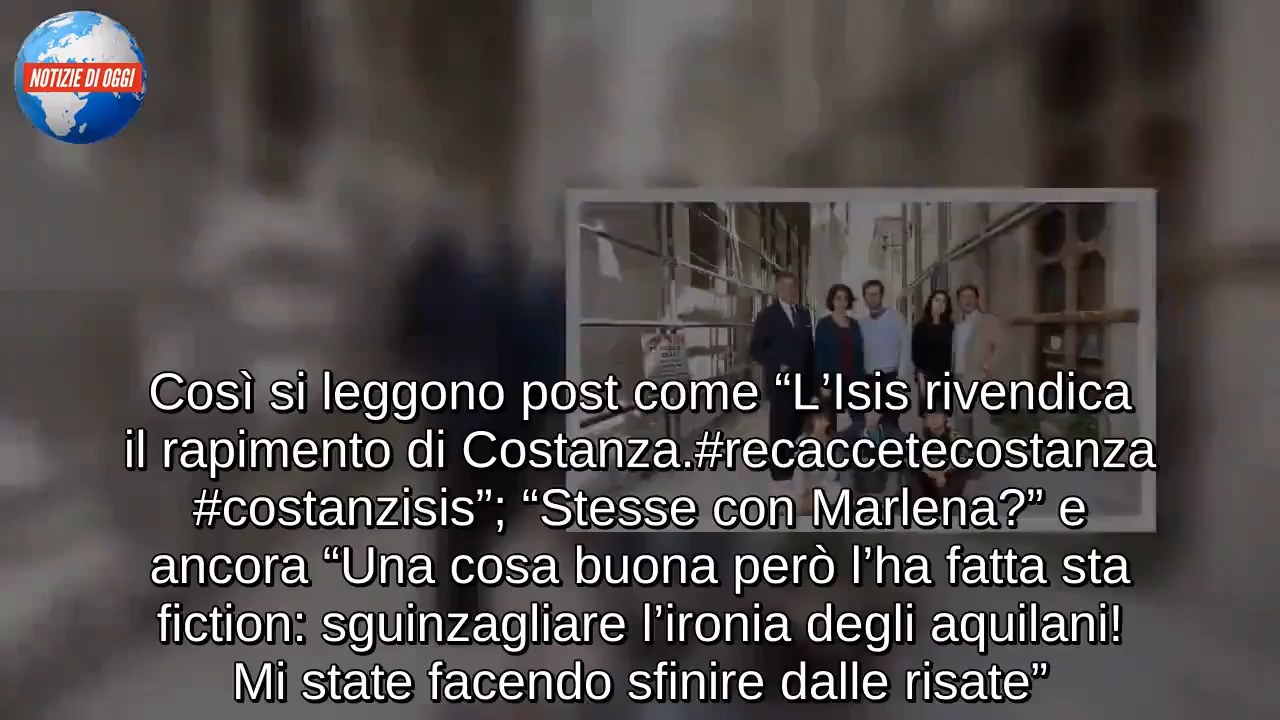 NOTIZIE DI OGGI
Così si leggono post come “L’Isis rivendica
il rapimento di Costanza.#recaccetecostanza
#costanzisis”; “Stesse con Marlena?” e
ancora “Una cosa buona però l’ha fatta sta
fiction: sguinzagliare l’ironia degli aquilani!
Mi state facendo sfinire dalle risate”